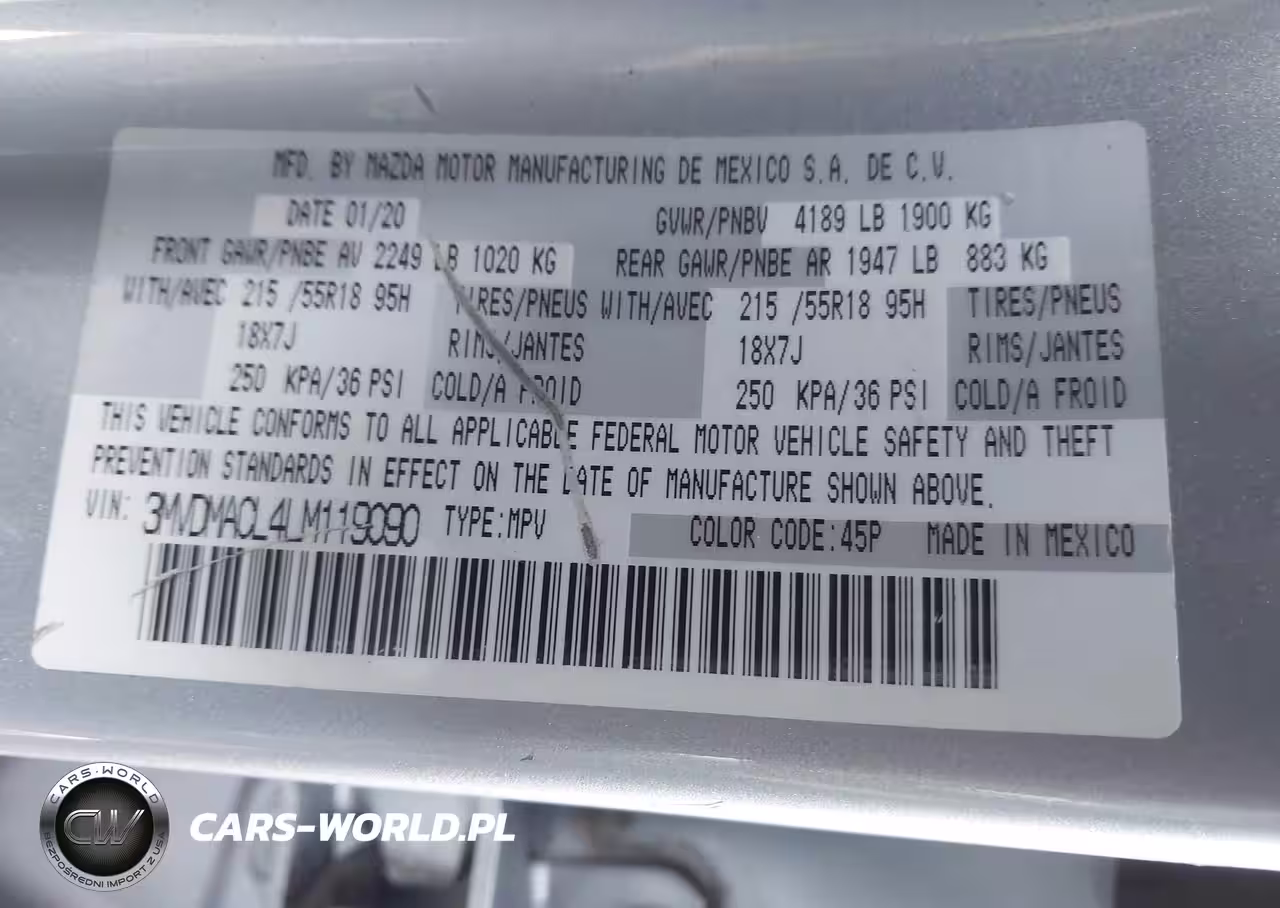 MFD. BY MAZDA MOTOR MANUFACTURING DE MEXICO S.A. DE C.V.
DATE 01/20 GVWR/PNBV 4189 LB 1900 KG
FRONT GAWR/PNBE AV 2249 LB 1020 KG REAR GAWR/PNBE AR 1947 LB 883 KG
WITH/AVEC 215 /55R18 95H TIRES/PNEUS WITH/AVEC 215 /55R18 95H TIRES/PNEUS
18X7J RIMS/JANTES 18X7J RIMS/JANTES
250 KPA/36 PSI COLD/A FROID 250 KPA/36 PSI COLD/A FROID
THIS VEHICLE CONFORMS TO ALL APPLICABLE FEDERAL MOTOR VEHICLE SAFETY AND THEFT
PREVENTION STANDARDS IN EFFECT ON THE DATE OF MANUFACTURE SHOWN ABOVE.
VIN: 3MVDMACL4LM119090 TYPE:MPV COLOR CODE:45P MADE IN MEXICO
CARS-WORLD
CW
BEZPOŚREDNI IMPORT Z USA
CARS-WORLD.PL